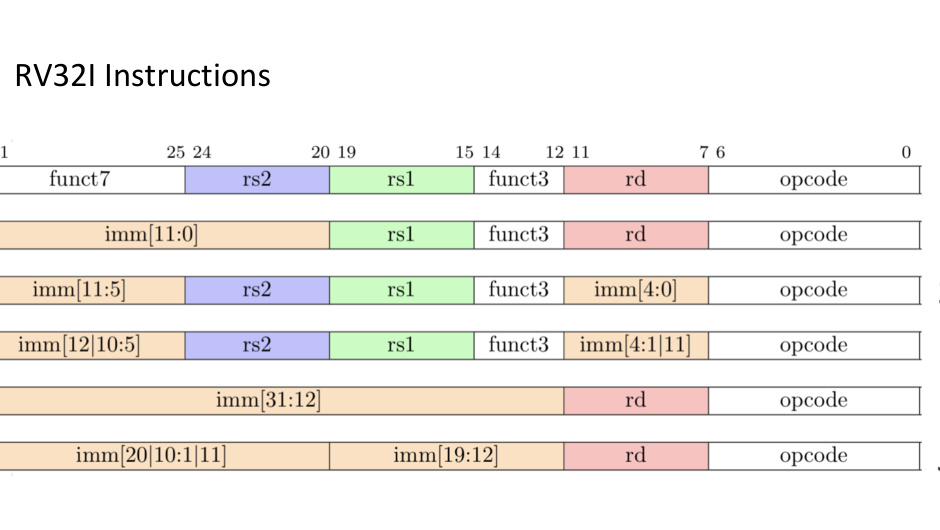 RV32I Instructions
1 25 24 20 19 15 14 12 11 7 6 0
funct7 rs2 rs1 funct3 rd opcode
imm[11:0] rs1 funct3 rd opcode
imm[11:5] rs2 rs1 funct3 imm[4:0] opcode
imm[12|10:5] rs2 rs1 funct3 imm[4:1|11] opcode
imm[31:12] rd opcode
imm[20|10:1|11] imm[19:12] rd opcode